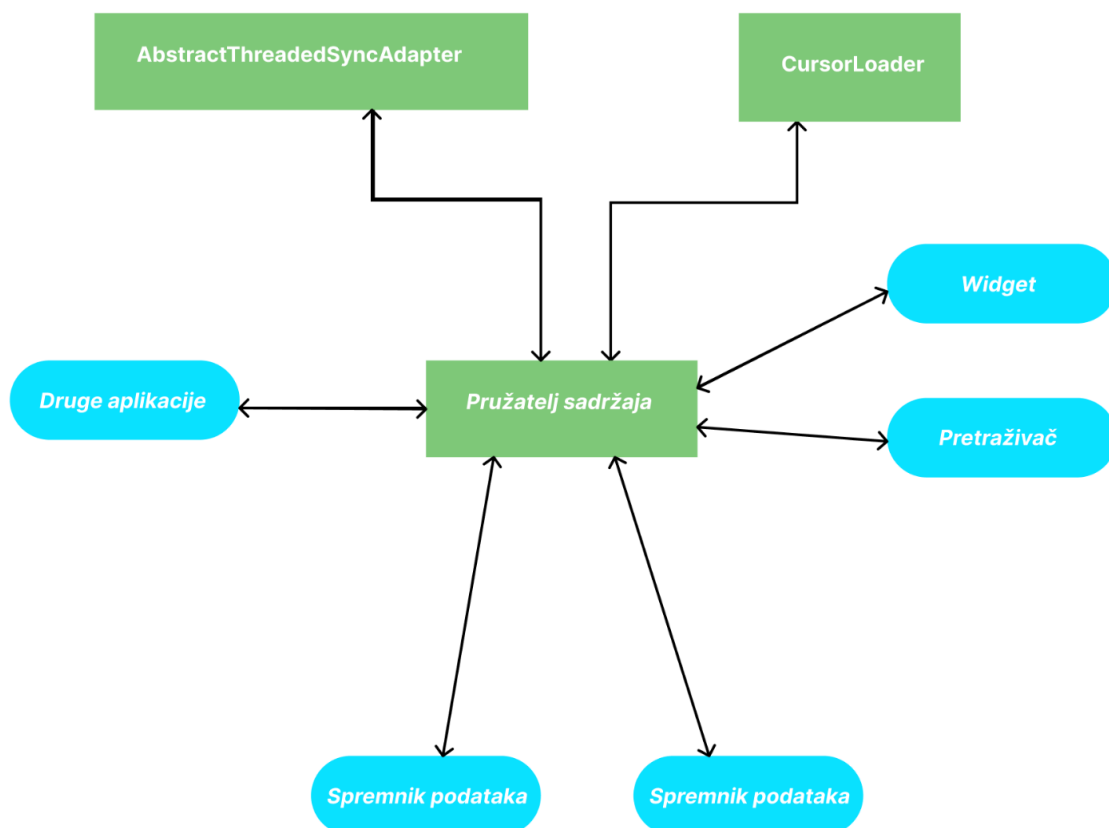 AbstractThreadedSyncAdapter
CursorLoader
Widget
Druge aplikacije
Pružatelj sadržaja
Pretraživač
Spremnik podataka
Spremnik podataka